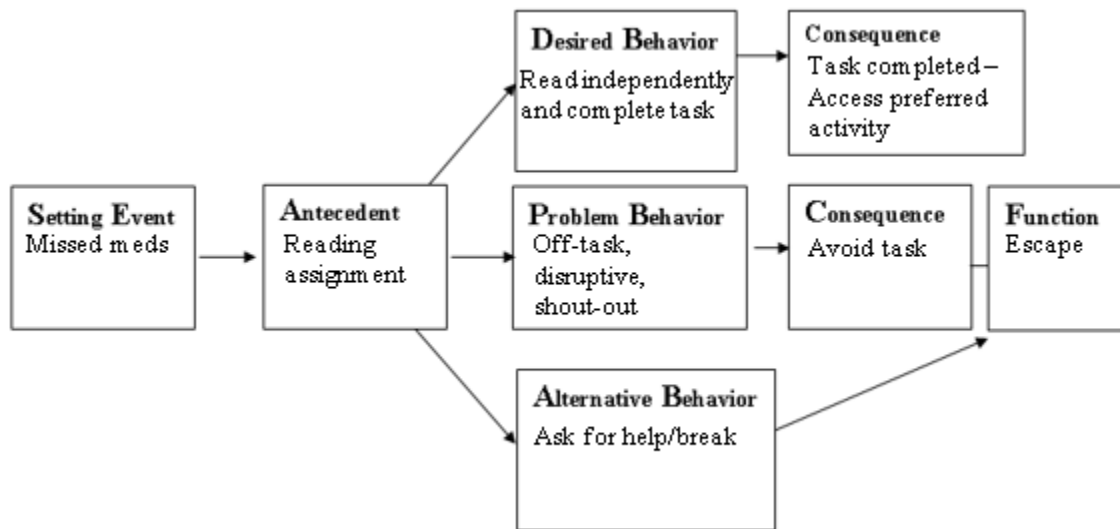 Desired Behavior
Read independently
and complete task
Consequence
Task completed–
Access preferred
activity
Setting Event
Missed meds
Antecedent
Reading
assignment
Problem Behavior
Off-task,
disruptive,
shout-out
Consequence
Avoid task
Function
Escape
Alternative Behavior
Ask for help/break